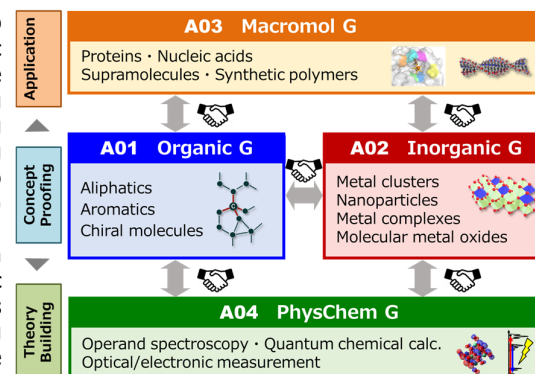 Application
A03 Macromol G
Proteins・Nucleic acids
Supramolecules・Synthetic polymers
Concept
Proofing
A01 Organic G
Aliphatics
Aromatics
Chiral molecules
A02 Inorganic G
Metal clusters
Nanoparticles
Metal complexes
Molecular metal oxides
Theory
Building
A04 PhysChem G
Operand spectroscopy・Quantum chemical calc.
Optical/electronic measurement